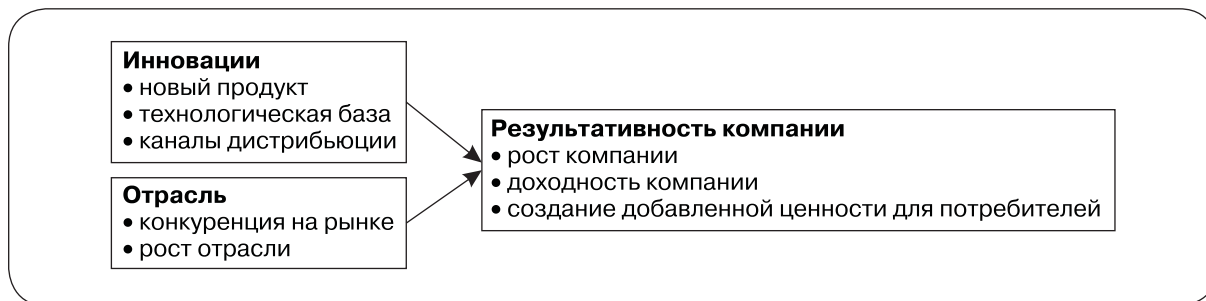 Инновации
• новый продукт
• технологическая база
• каналы дистрибьюции
Отрасль
• конкуренция на рынке
• рост отрасли
Результативность компании
• рост компании
• доходность компании
• создание добавленной ценности для потребителей